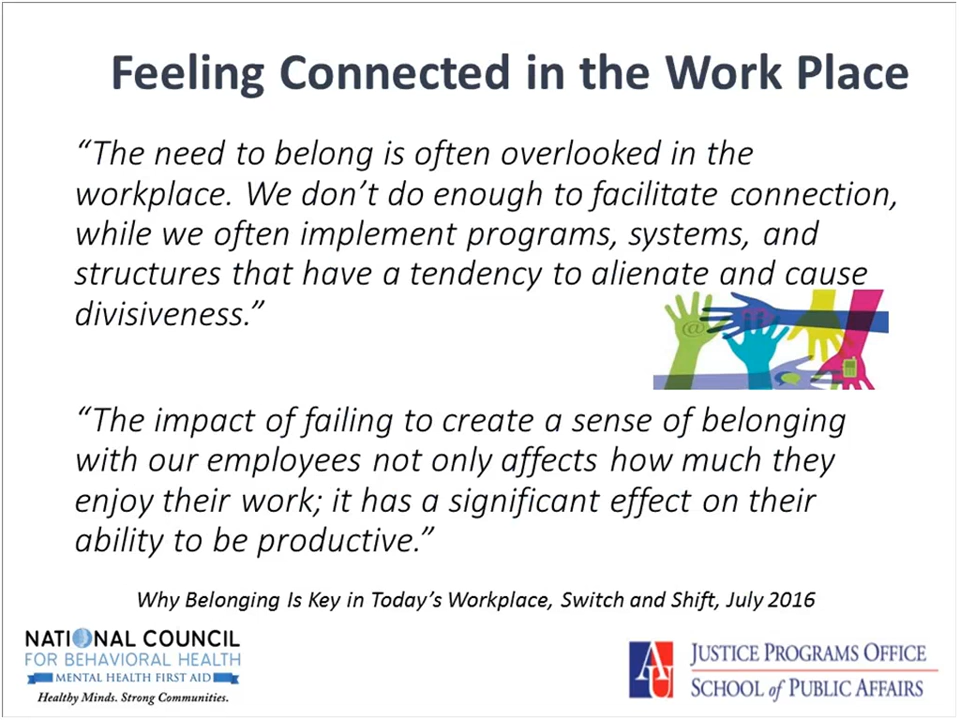 Feeling Connected in the Work Place
“The need to belong is often overlooked in the
workplace. We don’t do enough to facilitate connection,
while we often implement programs, systems, and
structures that have a tendency to alienate and cause
divisiveness.”
@
“The impact of failing to create a sense of belonging
with our employees not only affects how much they
enjoy their work; it has a significant effect on their
ability to be productive.”
Why Belonging Is Key in Today’s Workplace, Switch and Shift, July 2016
NATIONAL COUNCIL
FOR BEHAVIORAL HEALTH
MENTAL HEALTH FIRST AID
Healthy Minds. Strong Communities.
AU
JUSTICE PROGRAMS OFFICE
SCHOOL of PUBLIC AFFAIRS